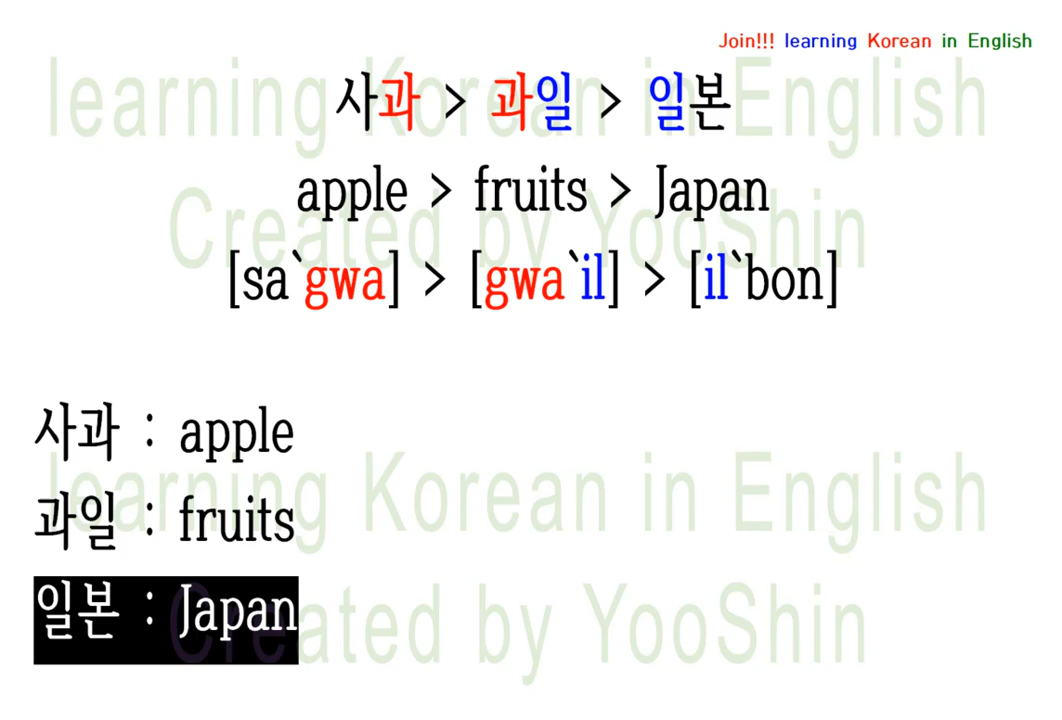 Join!!! learning Korean in English
learning Korean in English
사과 > 과일 > 일본
Created by YooShin
apple > fruits > Japan
[sa`gwa] > [gwa`il] > [il`bon]
사과 : apple
learning Korean in English
과일 : fruits
일본 : Japan
Created by YooShin